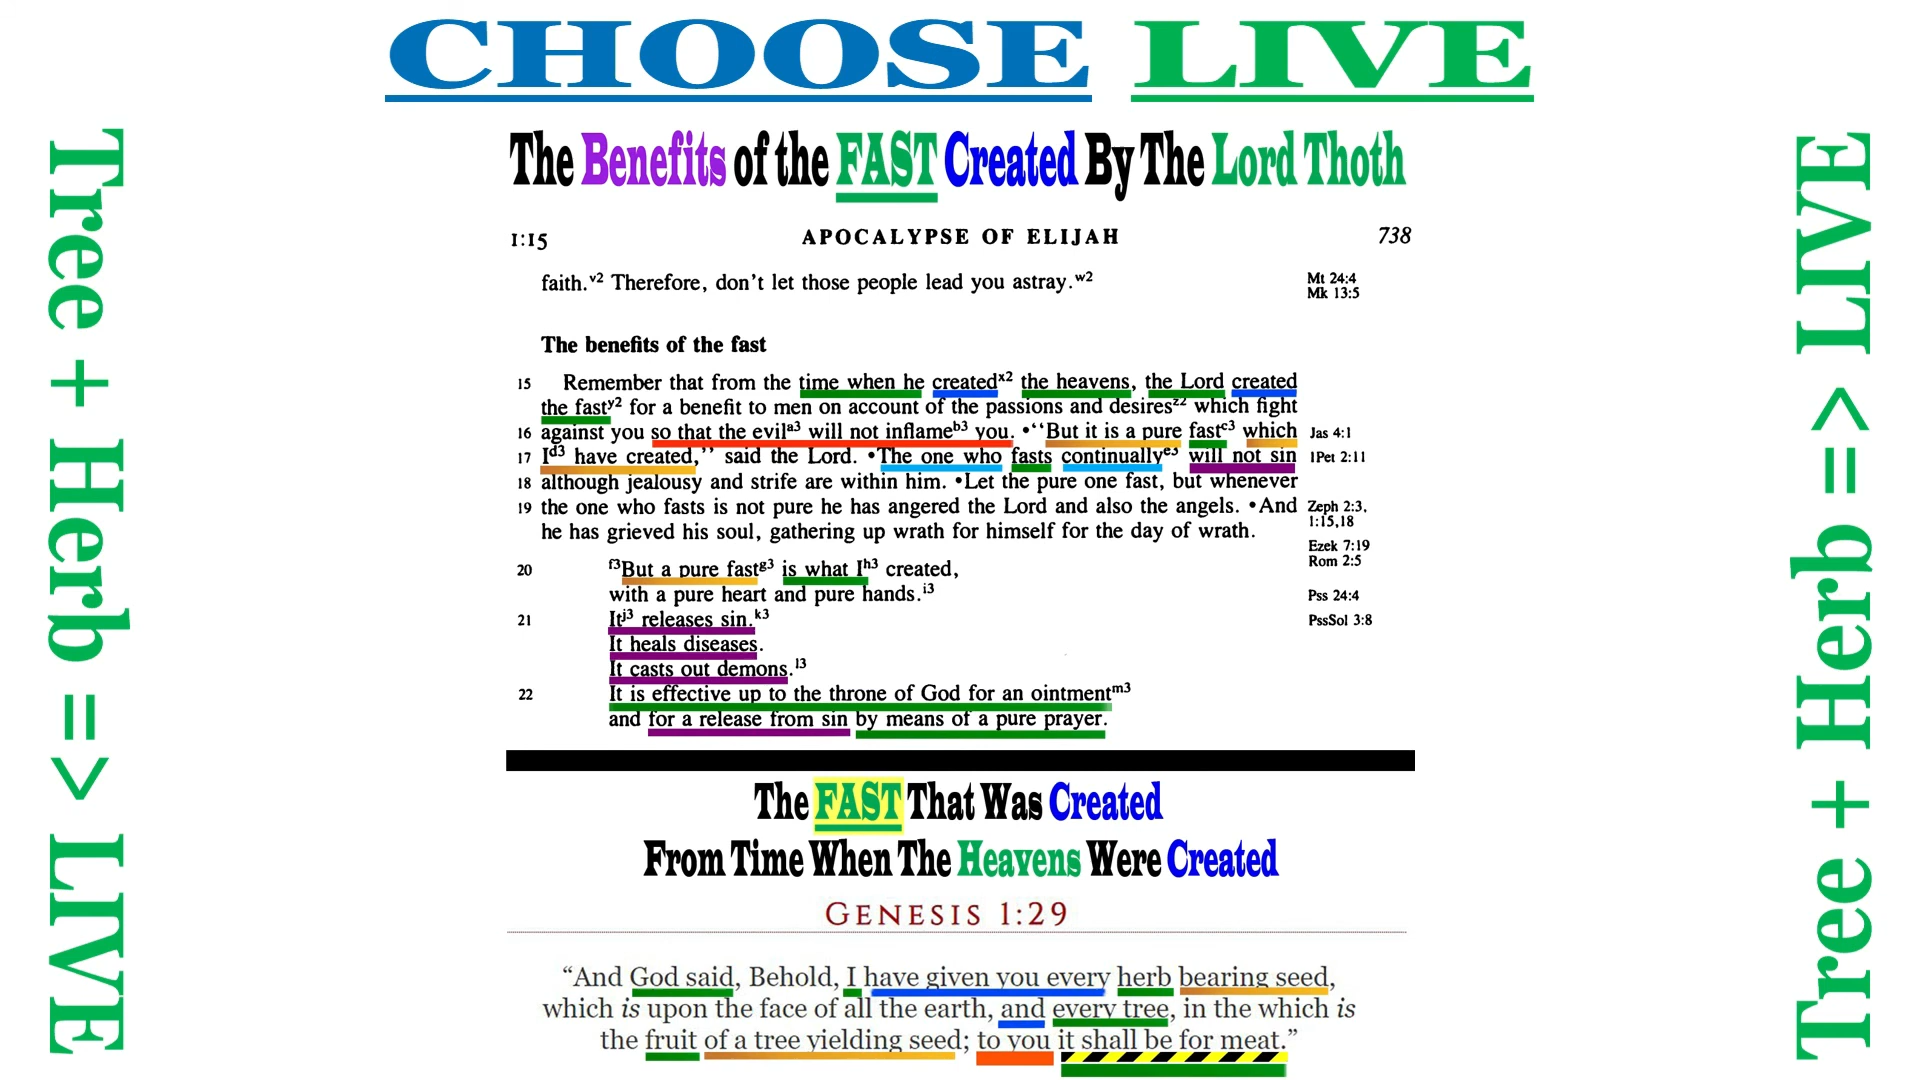 CHOOSE LIVE
The Benefits of the FAST Created By The Lord Thoth
Tree + Herb => LIVE
Tree + Herb => LIVE
1:15 APOCALYPSE OF ELIJAH 738
faith.v2 Therefore, don't let those people lead you astray.w2 Mt 24:4
Mk 13:5
The benefits of the fast
15 Remember that from the time when he createdx2 the heavens, the Lord created
the fasty2 for a benefit to men on account of the passions and desiresz2 which fight
16 against you so that the evila3 will not inflameb3 you. •“But it is a pure fastc3 which Jas 4:1
17 Id3 have created,” said the Lord. •The one who fasts continuallye3 will not sin 1Pet 2:11
18 although jealousy and strife are within him. •Let the pure one fast, but whenever
19 the one who fasts is not pure he has angered the Lord and also the angels. •And Zeph 2:3,
1:15,18
he has grieved his soul, gathering up wrath for himself for the day of wrath.
Ezek 7:19
Rom 2:5
20 f3But a pure fastg3 is what Ih3 created,
with a pure heart and pure hands.i3 Pss 24:4
21 Itj3 releases sin.k3 PssSol 3:8
It heals diseases.
It casts out demons.l3
22 It is effective up to the throne of God for an ointmentm3
and for a release from sin by means of a pure prayer.
The FAST That Was Created
From Time When The Heavens Were Created
GENESIS 1:29
“And God said, Behold, I have given you every herb bearing seed,
which is upon the face of all the earth, and every tree, in the which is
the fruit of a tree yielding seed; to you it shall be for meat.”